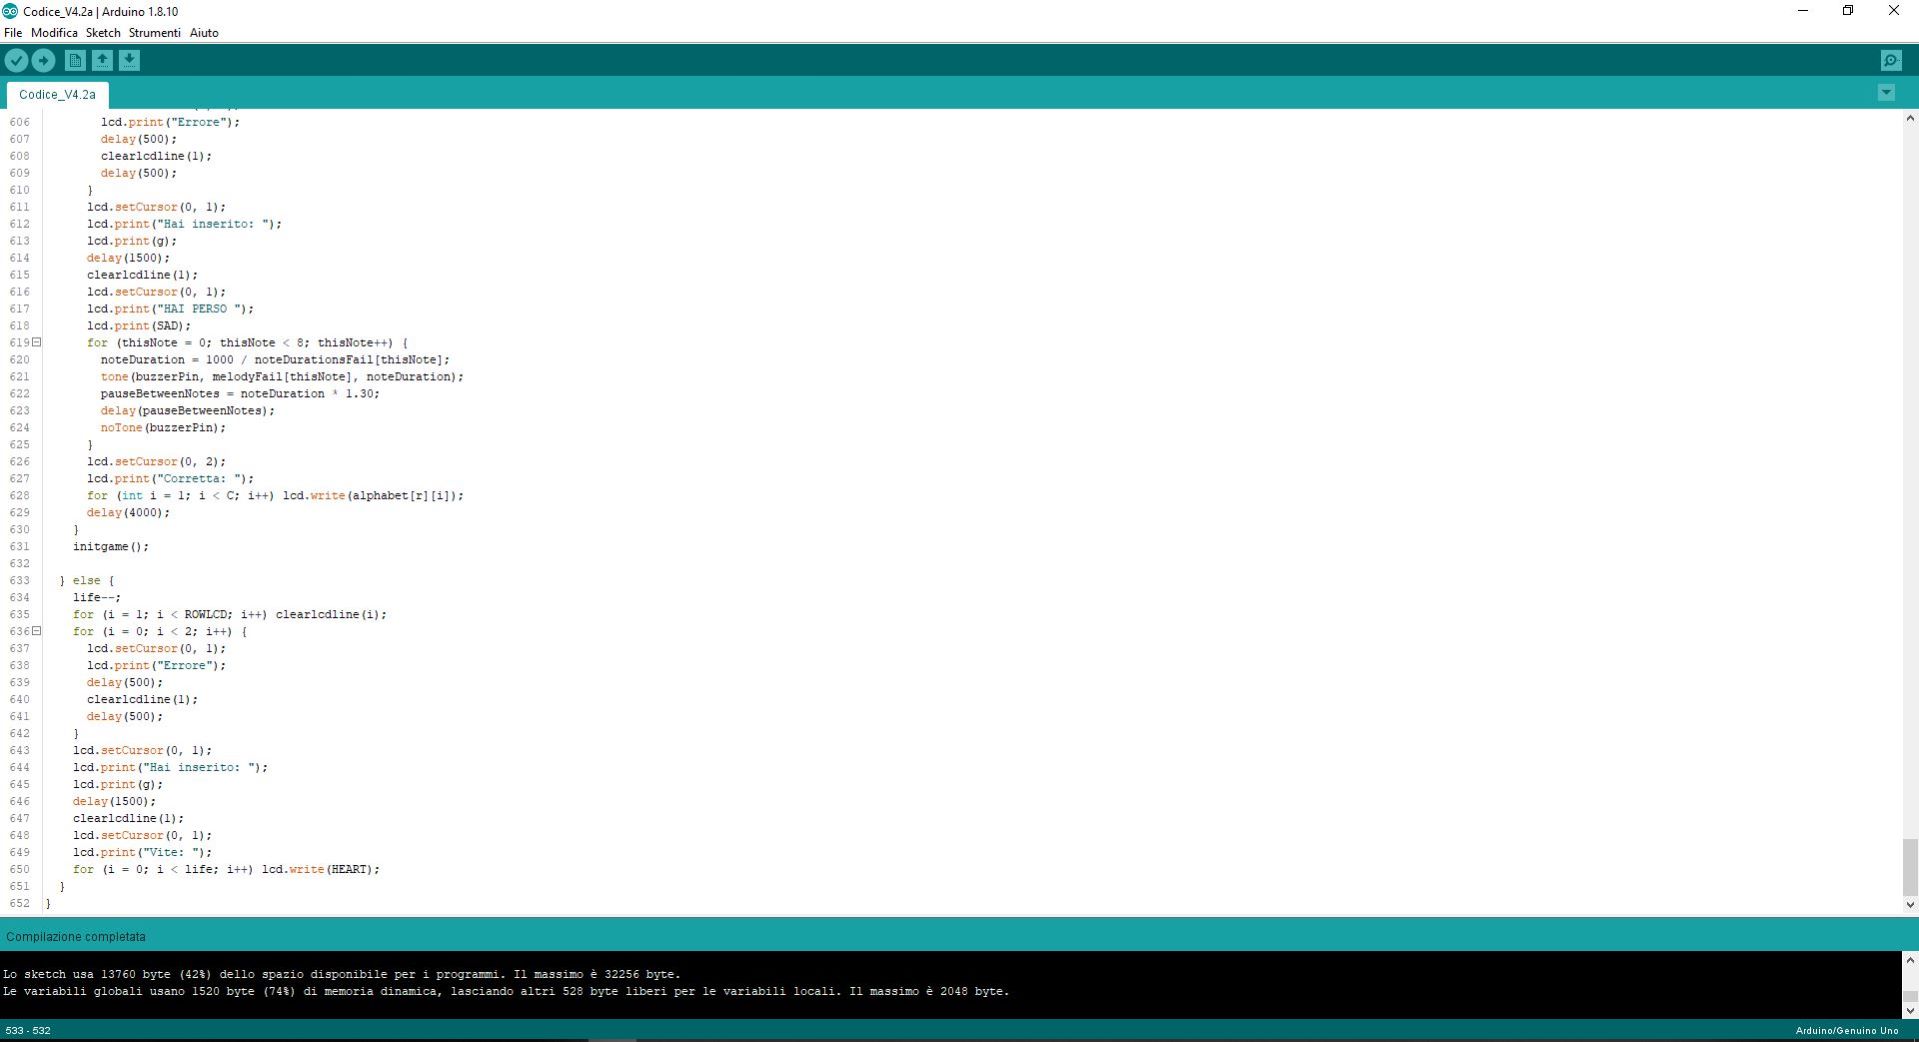 Codice_V4.2a | Arduino 1.8.10
File Modifica Sketch Strumenti Aiuto
Codice_V4.2a
606 lcd.print("Errore");
607 delay(500);
608 clearlcdline(1);
609 delay(500);
610 }
611 lcd.setCursor(0, 1);
612 lcd.print("Hai inserito: ");
613 lcd.print(g);
614 delay(1500);
615 clearlcdline(1);
616 lcd.setCursor(0, 1);
617 lcd.print("HAI PERSO ");
618 lcd.print(SAD);
619 for (thisNote = 0; thisNote < 8; thisNote++) {
620 noteDuration = 1000 / noteDurationsFail[thisNote];
621 tone(buzzerPin, melodyFail[thisNote], noteDuration);
622 pauseBetweenNotes = noteDuration * 1.30;
623 delay(pauseBetweenNotes);
624 noTone(buzzerPin);
625 }
626 lcd.setCursor(0, 2);
627 lcd.print("Corretta: ");
628 for (int i = 1; i < C; i++) lcd.write(alphabet[r][i]);
629 delay(4000);
630 }
631 initgame();
632
633 } else {
634 life--;
635 for (i = 1; i < ROWLCD; i++) clearlcdline(i);
636 for (i = 0; i < 2; i++) {
637 lcd.setCursor(0, 1);
638 lcd.print("Errore");
639 delay(500);
640 clearlcdline(1);
641 delay(500);
642 }
643 lcd.setCursor(0, 1);
644 lcd.print("Hai inserito: ");
645 lcd.print(g);
646 delay(1500);
647 clearlcdline(1);
648 lcd.setCursor(0, 1);
649 lcd.print("Vite: ");
650 for (i = 0; i < life; i++) lcd.write(HEART);
651 }
652 }
Compilazione completata
Lo sketch usa 13760 byte (42%) dello spazio disponibile per i programmi. Il massimo è 32256 byte.
Le variabili globali usano 1520 byte (74%) di memoria dinamica, lasciando altri 528 byte liberi per le variabili locali. Il massimo è 2048 byte.
533 - 532 Arduino/Genuino Uno